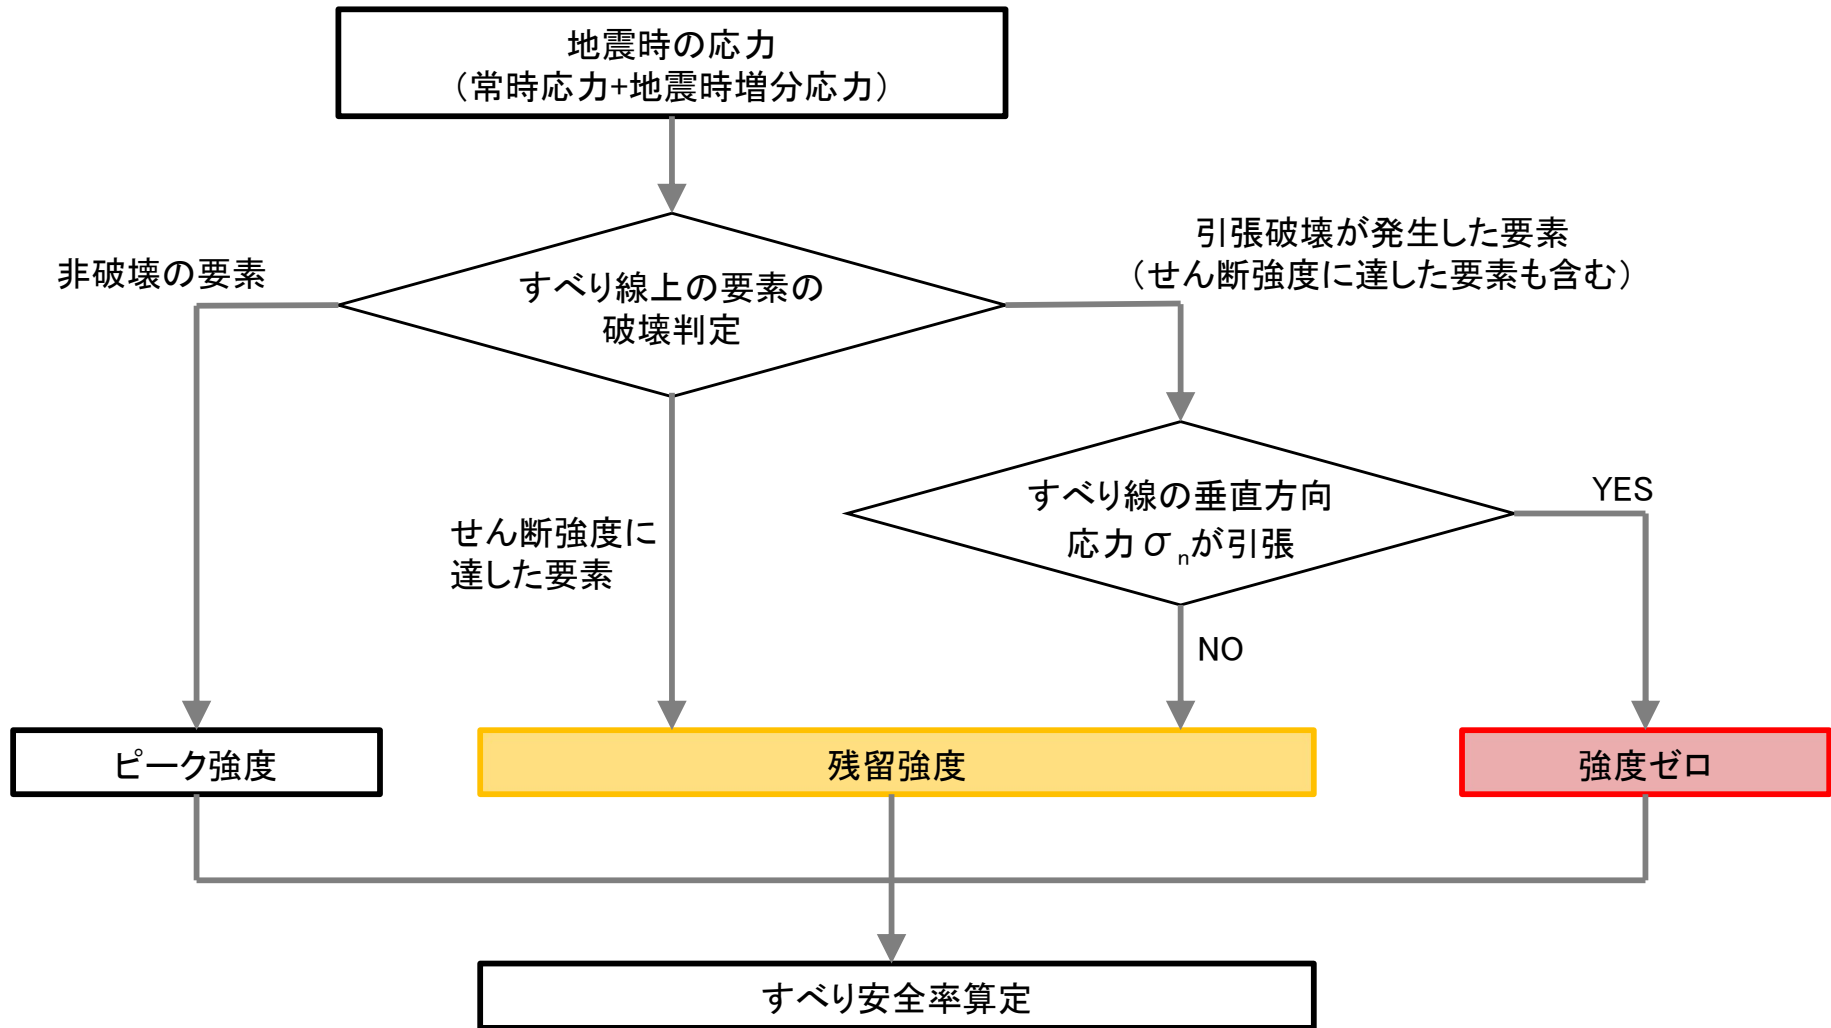 地震時の応力
（常時応力+地震時増分応力）
引張破壊が発生した要素
（せん断強度に達した要素も含む）
非破壊の要素
すべり線上の要素の
破壊判定
すべり線の垂直方向
応力σnが引張
YES
せん断強度に
達した要素
NO
ピーク強度
残留強度
強度ゼロ
すべり安全率算定